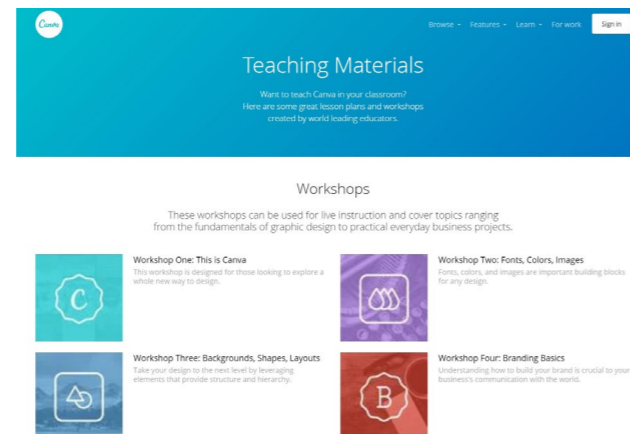 Canva
Browse Features Learn For work Sign in
Teaching Materials
Want to teach Canva in your classroom?
Here are some great lesson plans and workshops
created by world leading educators.
Workshops
These workshops can be used for live instruction and cover topics ranging
from the fundamentals of graphic design to practical everyday business projects.
Workshop One: This is Canva
This workshop is designed for those looking to explore a
whole new way to design.
C
Workshop Two: Fonts, Colors, Images
Fonts, colors, and images are important building blocks
for any design.
Workshop Three: Backgrounds, Shapes, Layouts
Take your design to the next level by leveraging
elements that provide structure and hierarchy.
Workshop Four: Branding Basics
Understanding how to build your brand is crucial to your
business's communication with the world.
B